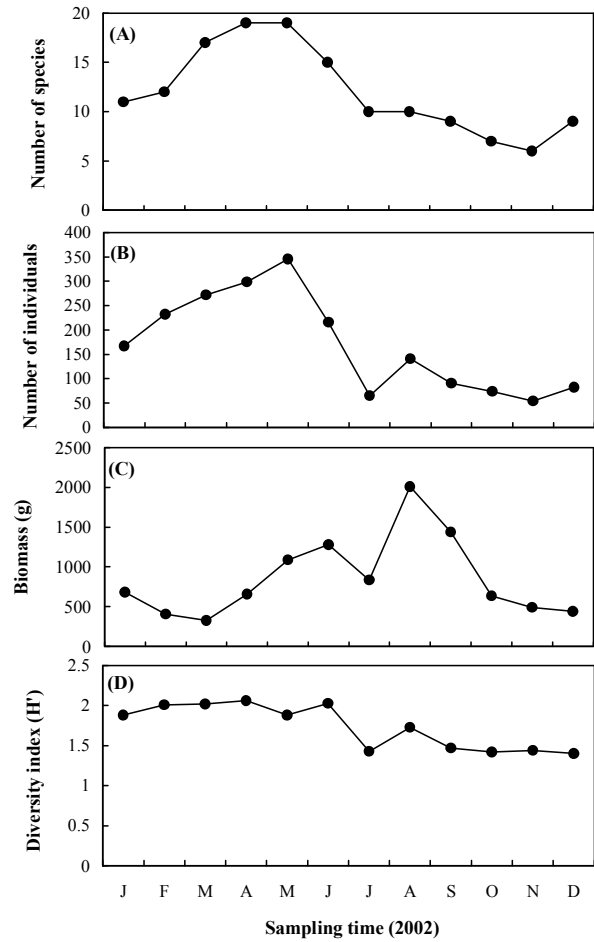 (A)
Number of species
20
15
10
5
0
(B)
Number of individuals
400
350
300
250
200
150
100
50
0
(C)
Biomass (g)
2500
2000
1500
1000
500
0
(D)
Diversity index (H')
2.5
2
1.5
1
0.5
0
J F M A M J J A S O N D
Sampling time (2002)